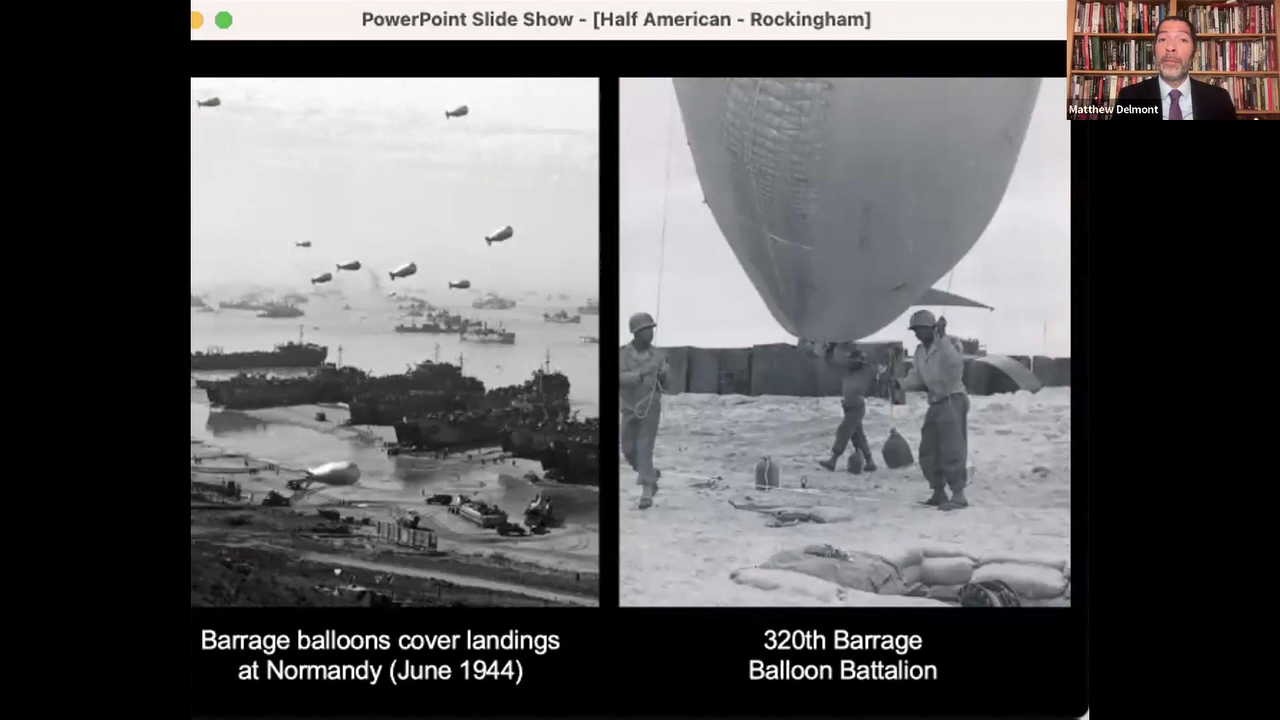 PowerPoint Slide Show - [Half American - Rockingham]
Matthew Delmont
Barrage balloons cover landings
at Normandy (June 1944)
320th Barrage
Balloon Battalion